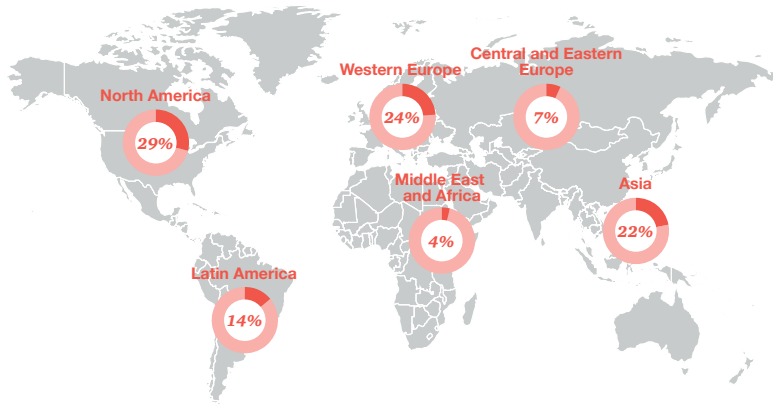 North America
29%
Western Europe
24%
Central and Eastern
Europe
7%
Middle East
and Africa
4%
Asia
22%
Latin America
14%